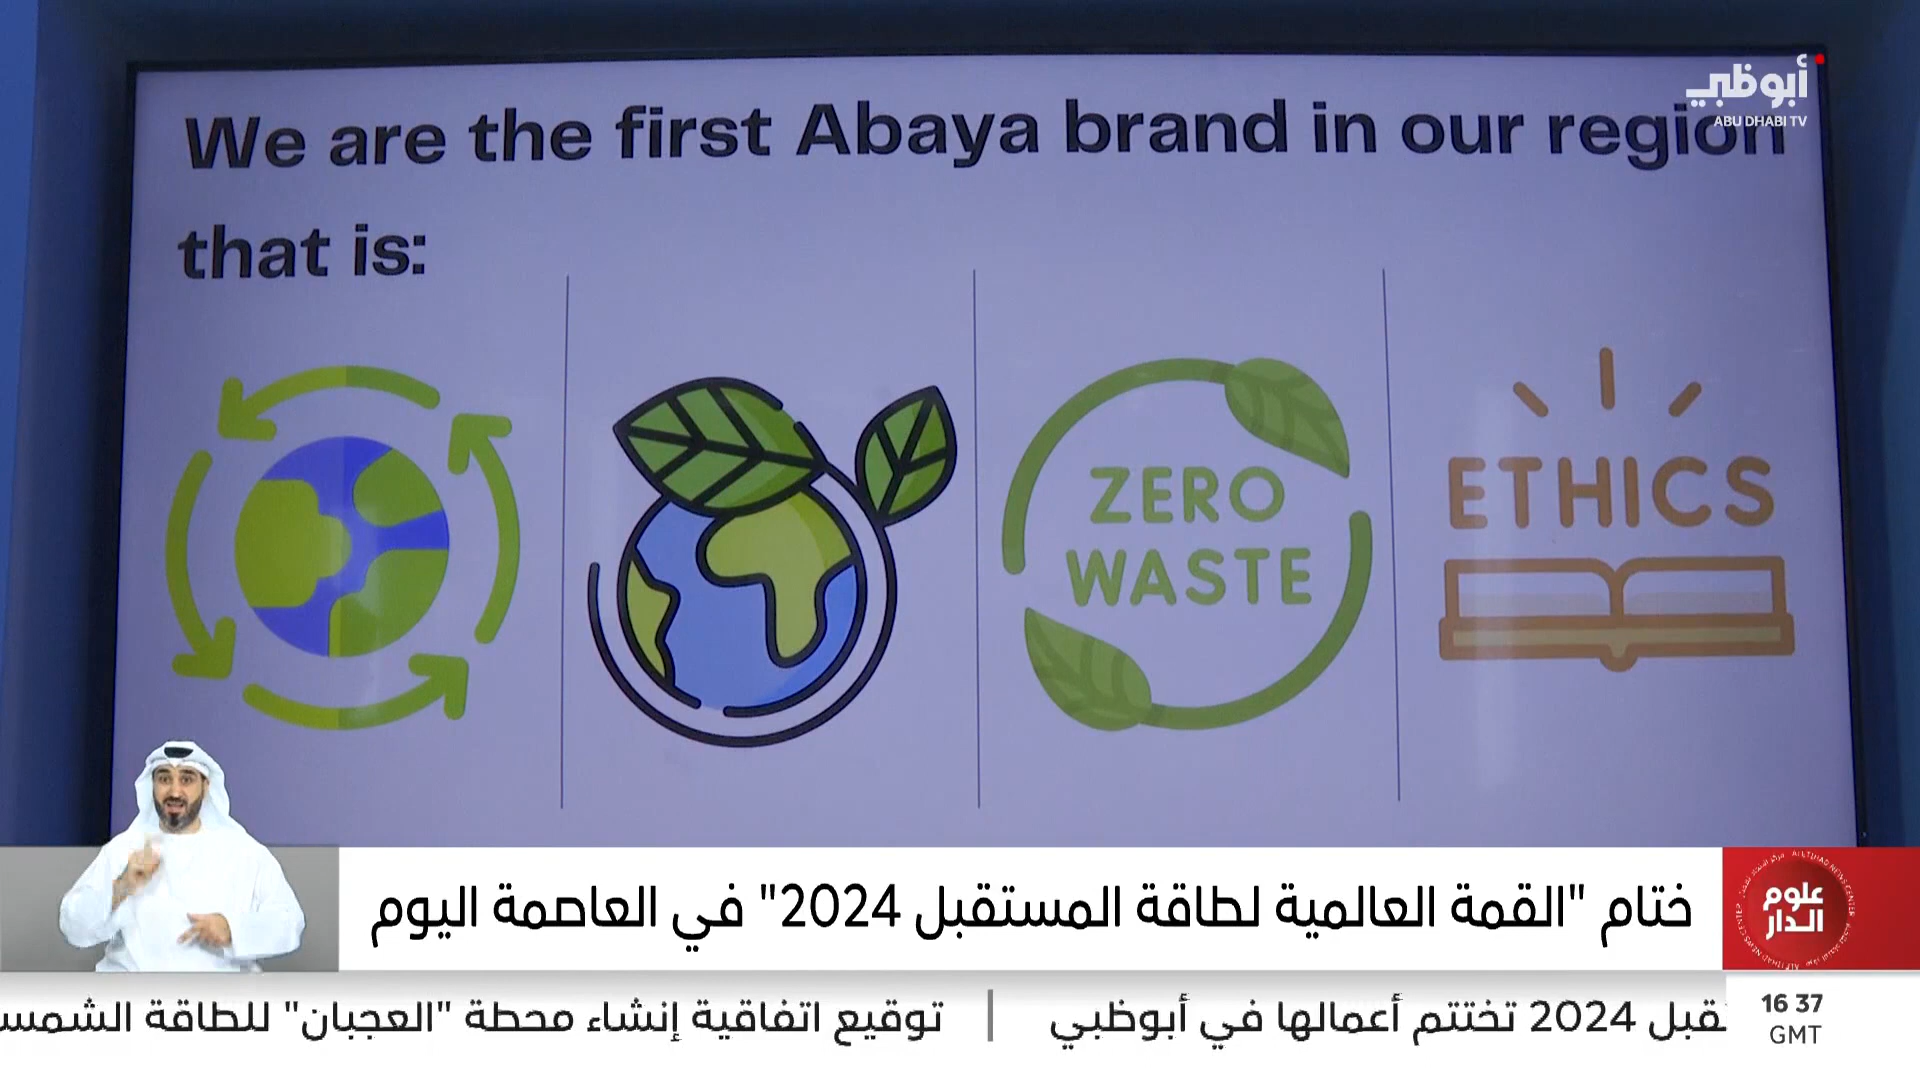 أبوظبي
ABU DHABI TV
We are the first Abaya brand in our region
that is:
ZERO
WASTE
ETHICS
ختام "القمة العالمية لطاقة المستقبل 2024" في العاصمة اليوم
علوم
الدار
قبل 2024 تختتم أعمالها في أبوظبي | توقيع اتفاقية إنشاء محطة "العجبان" للطاقة
16 37
GMT